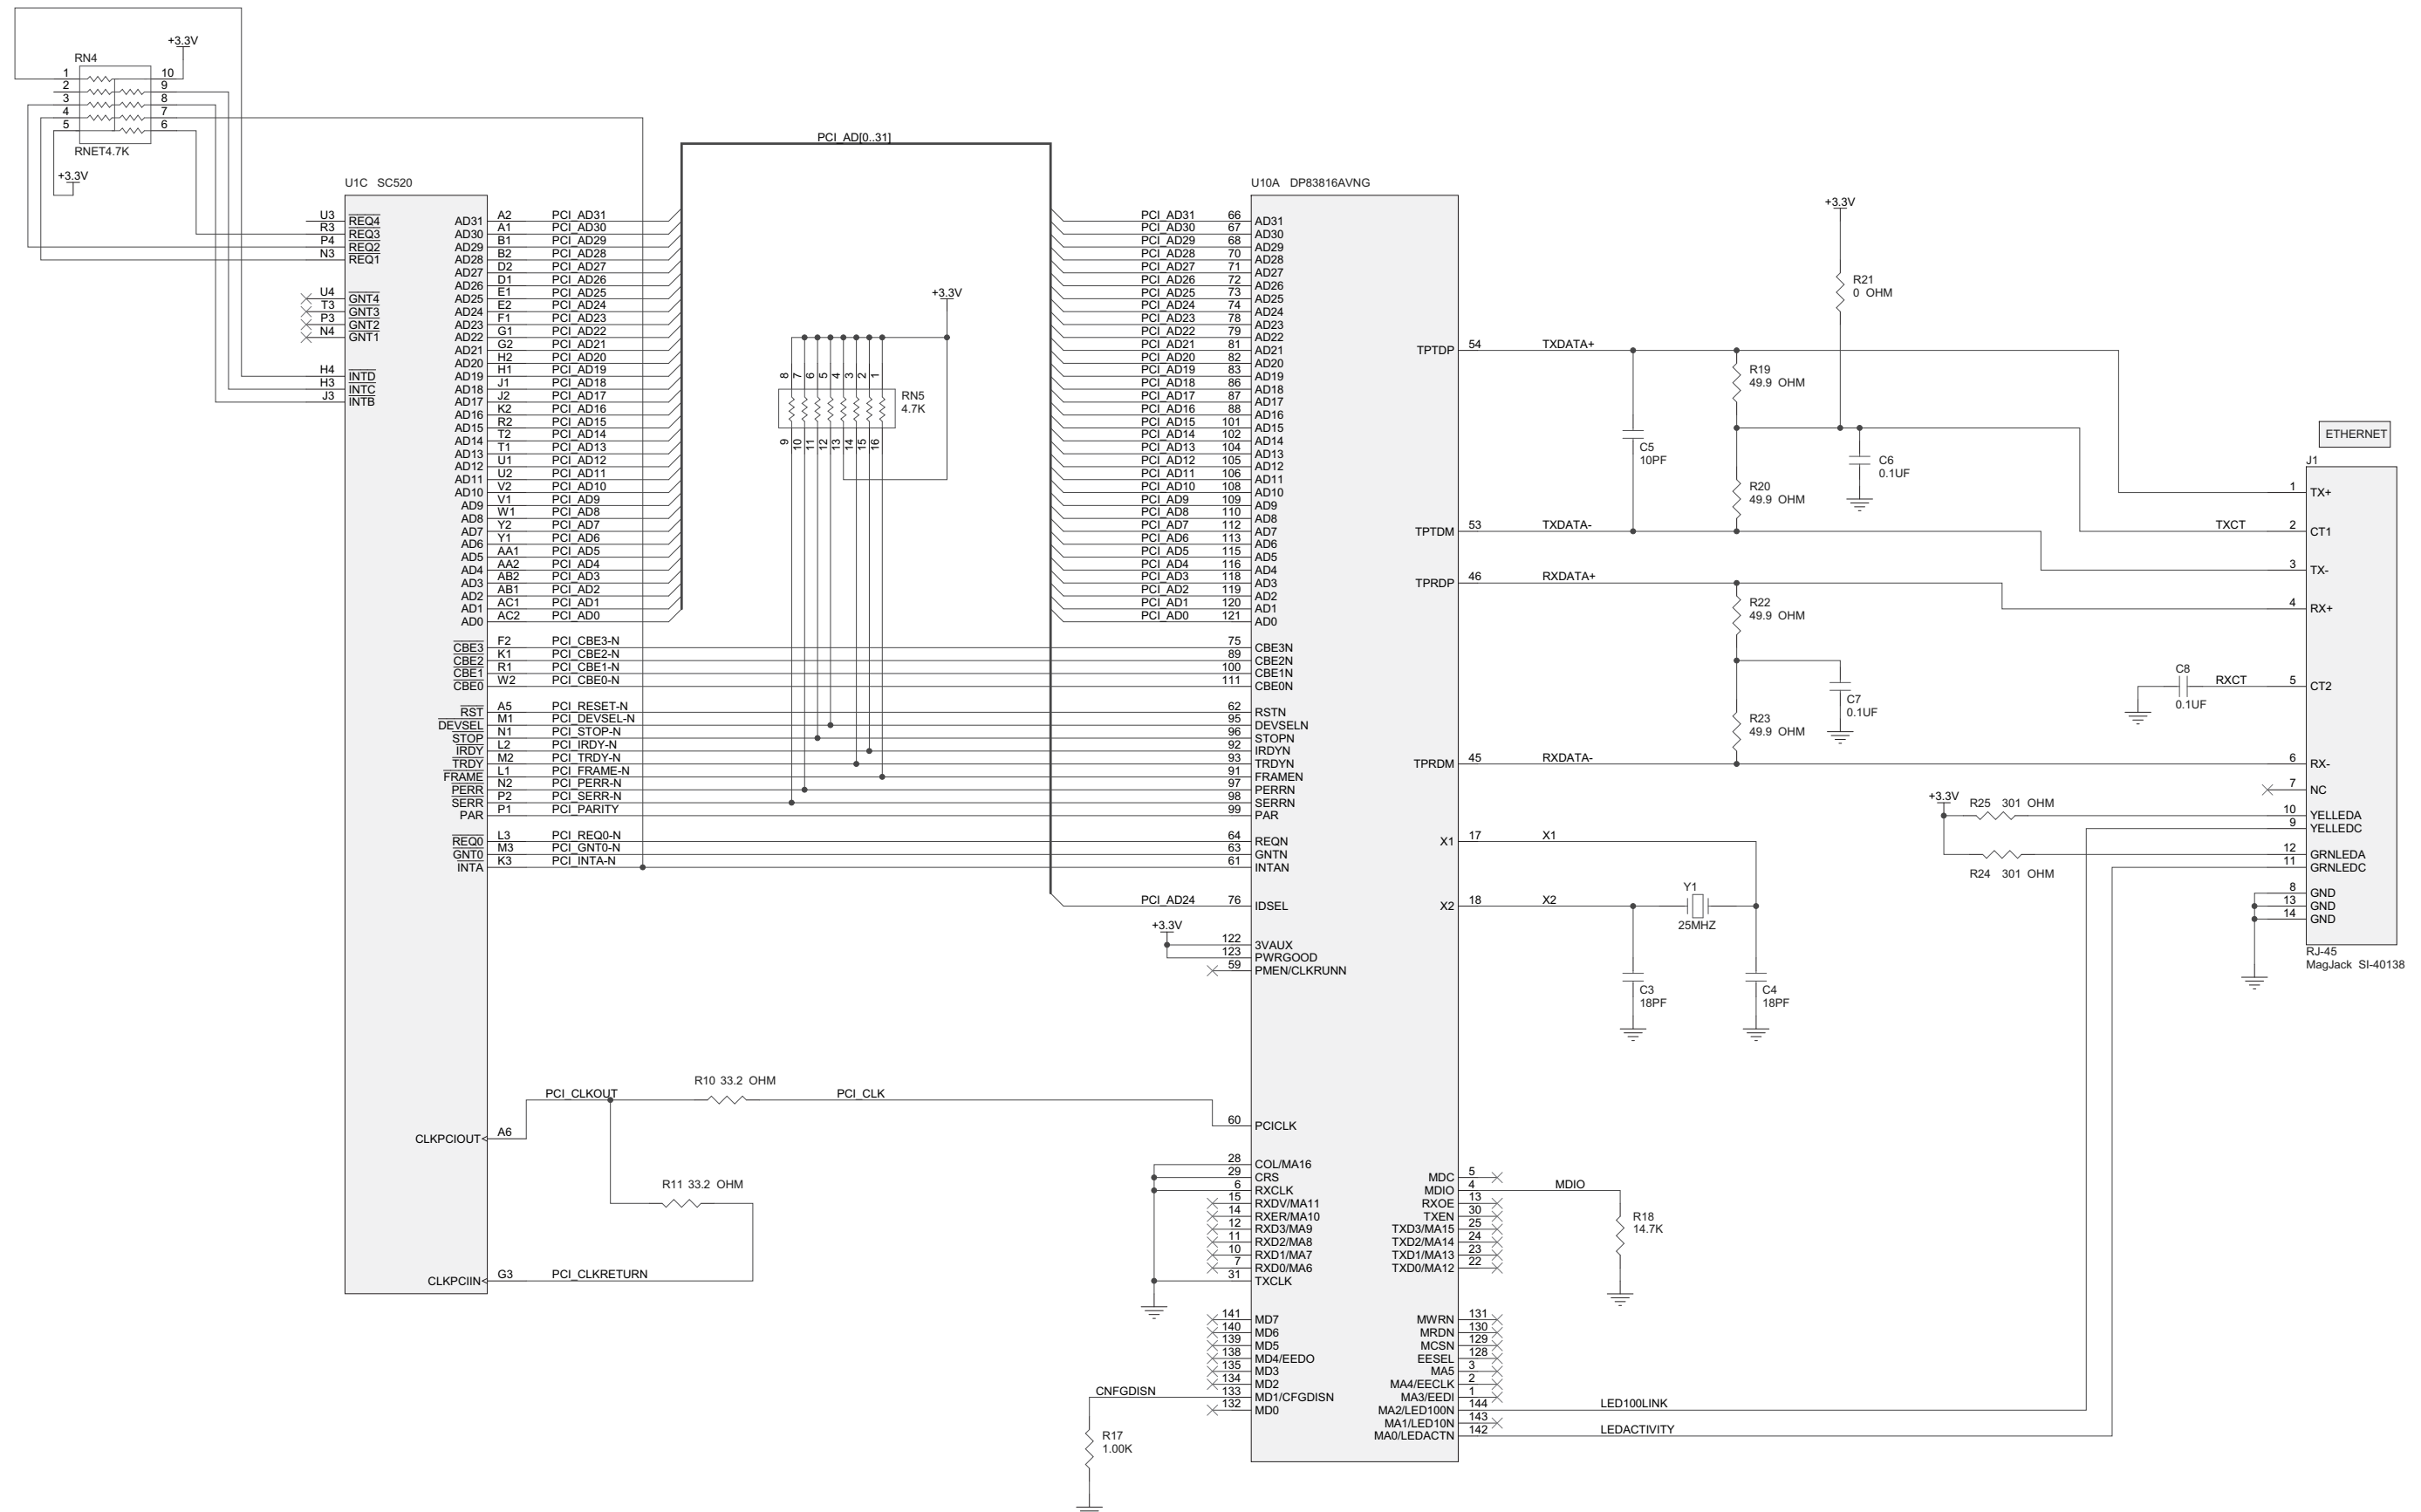 +3.3V
RN4
1 10
2 9
3 8
4 7
5 6
RNET4.7K
+3.3V
PCI_AD[0..31]
U1C SC520
U3 REQ4
R3 REQ3
P4 REQ2
N3 REQ1
U4 GNT4
T3 GNT3
P3 GNT2
N4 GNT1
H4 INTD
H3 INTC
J3 INTB
AD31 A2 PCI_AD31
AD30 A1 PCI_AD30
AD29 B1 PCI_AD29
AD28 B2 PCI_AD28
AD27 D2 PCI_AD27
AD26 D1 PCI_AD26
AD25 E1 PCI_AD25
AD24 E2 PCI_AD24
AD23 F1 PCI_AD23
AD22 G1 PCI_AD22
AD21 G2 PCI_AD21
AD20 H2 PCI_AD20
AD19 H1 PCI_AD19
AD18 J1 PCI_AD18
AD17 J2 PCI_AD17
AD16 K2 PCI_AD16
AD15 R2 PCI_AD15
AD14 T2 PCI_AD14
AD13 T1 PCI_AD13
AD12 U1 PCI_AD12
AD11 U2 PCI_AD11
AD10 V2 PCI_AD10
AD9 V1 PCI_AD9
AD8 W1 PCI_AD8
AD7 Y2 PCI_AD7
AD6 Y1 PCI_AD6
AD5 AA1 PCI_AD5
AD4 AA2 PCI_AD4
AD3 AB2 PCI_AD3
AD2 AB1 PCI_AD2
AD1 AC1 PCI_AD1
AD0 AC2 PCI_AD0
CBE3 F2 PCI_CBE3-N
CBE2 K1 PCI_CBE2-N
CBE1 R1 PCI_CBE1-N
CBE0 W2 PCI_CBE0-N
RST A5 PCI_RESET-N
DEVSEL M1 PCI_DEVSEL-N
STOP N1 PCI_STOP-N
IRDY L2 PCI_IRDY-N
TRDY M2 PCI_TRDY-N
FRAME L1 PCI_FRAME-N
PERR N2 PCI_PERR-N
SERR P2 PCI_SERR-N
PAR P1 PCI_PARITY
REQ0 L3 PCI_REQ0-N
GNT0 M3 PCI_GNT0-N
INTA K3 PCI_INTA-N
CLKPCIOUT A6
PCI_CLKOUT
R10 33.2 OHM
PCI_CLK
R11 33.2 OHM
CLKPCIIN G3 PCI_CLKRETURN
+3.3V
8 7 6 5 4 3 2 1
RN5
4.7K
9 10 11 12 13 14 15 16
U10A DP83816AVNG
PCI_AD31 66 AD31
PCI_AD30 67 AD30
PCI_AD29 68 AD29
PCI_AD28 70 AD28
PCI_AD27 71 AD27
PCI_AD26 72 AD26
PCI_AD25 73 AD25
PCI_AD24 74 AD24
PCI_AD23 78 AD23
PCI_AD22 79 AD22
PCI_AD21 81 AD21
PCI_AD20 82 AD20
PCI_AD19 83 AD19
PCI_AD18 86 AD18
PCI_AD17 87 AD17
PCI_AD16 88 AD16
PCI_AD15 101 AD15
PCI_AD14 102 AD14
PCI_AD13 104 AD13
PCI_AD12 105 AD12
PCI_AD11 106 AD11
PCI_AD10 108 AD10
PCI_AD9 109 AD9
PCI_AD8 110 AD8
PCI_AD7 112 AD7
PCI_AD6 113 AD6
PCI_AD5 115 AD5
PCI_AD4 116 AD4
PCI_AD3 118 AD3
PCI_AD2 119 AD2
PCI_AD1 120 AD1
PCI_AD0 121 AD0
75 CBE3N
89 CBE2N
100 CBE1N
111 CBE0N
62 RSTN
95 DEVSELN
96 STOPN
92 IRDYN
93 TRDYN
91 FRAMEN
97 PERRN
98 SERRN
99 PAR
64 REQN
63 GNTN
61 INTAN
PCI_AD24 76 IDSEL
+3.3V
122 3VAUX
123 PWRGOOD
59 PMEN/CLKRUNN
60 PCICLK
28 COL/MA16
29 CRS
6 RXCLK
15 RXDV/MA11
14 RXER/MA10
12 RXD3/MA9
11 RXD2/MA8
10 RXD1/MA7
7 RXD0/MA6
31 TXCLK
141 MD7
140 MD6
139 MD5
138 MD4/EEDO
135 MD3
134 MD2
CNFGDISN 133 MD1/CFGDISN
132 MD0
R17
1.00K
TPTDP 54 TXDATA+
TPTDM 53 TXDATA-
TPRDP 46 RXDATA+
TPRDM 45 RXDATA-
X1 17 X1
X2 18 X2
MDC 5
MDIO 4 MDIO
RXOE 13
TXEN 30
TXD3/MA15 25
TXD2/MA14 24
TXD1/MA13 23
TXD0/MA12 22
MWRN 131
MRDN 130
MCSN 129
EESEL 128
MA5 3
MA4/EECLK 2
MA3/EEDI 1
MA2/LED100N 144 LED100LINK
MA1/LED10N 143
MA0/LEDACTN 142 LEDACTIVITY
+3.3V
R21
0 OHM
R19
49.9 OHM
C5
10PF
C6
0.1UF
R20
49.9 OHM
R22
49.9 OHM
C7
0.1UF
R23
49.9 OHM
Y1
25MHZ
C3
18PF
C4
18PF
R18
14.7K
ETHERNET
J1
1 TX+
TXCT 2 CT1
3 TX-
4 RX+
C8
0.1UF
RXCT 5 CT2
6 RX-
7 NC
+3.3V
R25 301 OHM
10 YELLEDA
9 YELLEDC
12 GRNLEDA
11 GRNLEDC
R24 301 OHM
8 GND
13 GND
14 GND
RJ-45
MagJack SI-40138